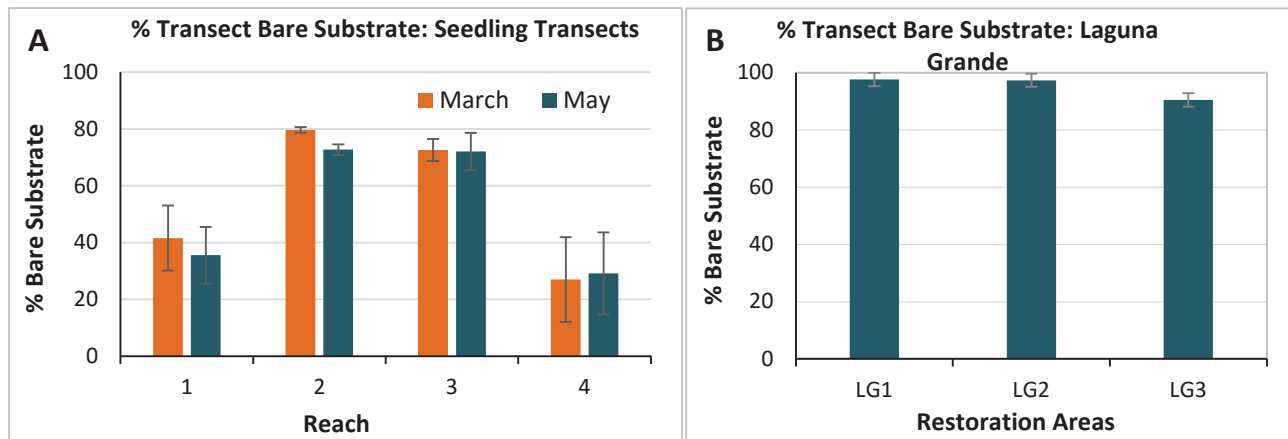 A
% Transect Bare Substrate: Seedling Transects
March
May
% Bare Substrate
100
80
60
40
20
0
1
2
3
4
Reach
B
% Transect Bare Substrate: Laguna
Grande
% Bare Substrate
100
80
60
40
20
0
LG1
LG2
LG3
Restoration Areas